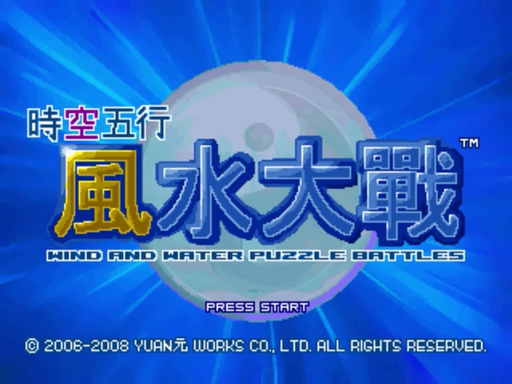 時空五行
風水大戰™
WIND AND WATER PUZZLE BATTLES
PRESS START
© 2006-2008 YUAN元 WORKS CO., LTD. ALL RIGHTS RESERVED.